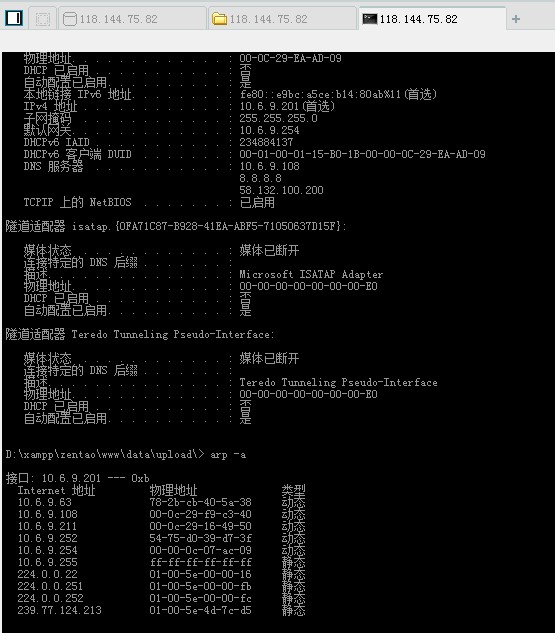 118.144.75.82 118.144.75.82 118.144.75.82
物理地址. . . . . . . . . . . . . : 00-0C-29-EA-AD-09
DHCP 已启用 . . . . . . . . . . . : 否
自动配置已启用. . . . . . . . . . : 是
本地链接 IPv6 地址. . . . . . . . : fe80::e9bc:a5ce:b14:80ab%11(首选)
IPv4 地址 . . . . . . . . . . . . : 10.6.9.201(首选)
子网掩码 . . . . . . . . . . . . : 255.255.255.0
默认网关. . . . . . . . . . . . . : 10.6.9.254
DHCPv6 IAID . . . . . . . . . . . : 234884137
DHCPv6 客户端 DUID . . . . . . . : 00-01-00-01-15-B0-1B-00-00-0C-29-EA-AD-09
DNS 服务器 . . . . . . . . . . . : 10.6.9.108
8.8.8.8
58.132.100.200
TCPIP 上的 NetBIOS . . . . . . . : 已启用
隧道适配器 isatap.{0FA71C87-B928-41EA-ABF5-71050637D15F}:
媒体状态 . . . . . . . . . . . . : 媒体已断开
连接特定的 DNS 后缀 . . . . . . . :
描述. . . . . . . . . . . . . . . : Microsoft ISATAP Adapter
物理地址. . . . . . . . . . . . . : 00-00-00-00-00-00-00-E0
DHCP 已启用 . . . . . . . . . . . : 否
自动配置已启用. . . . . . . . . . : 是
隧道适配器 Teredo Tunneling Pseudo-Interface:
媒体状态 . . . . . . . . . . . . : 媒体已断开
连接特定的 DNS 后缀 . . . . . . . :
描述. . . . . . . . . . . . . . . : Teredo Tunneling Pseudo-Interface
物理地址. . . . . . . . . . . . . : 00-00-00-00-00-00-00-E0
DHCP 已启用 . . . . . . . . . . . : 否
自动配置已启用. . . . . . . . . . : 是
D:\xampp\zentao\www\data\upload\> arp -a
接口: 10.6.9.201 --- 0xb
Internet 地址 物理地址 类型
10.6.9.63 78-2b-cb-40-5a-38 动态
10.6.9.108 00-0c-29-f9-c3-40 动态
10.6.9.211 00-0c-29-16-49-50 动态
10.6.9.252 54-75-d0-39-d7-3f 动态
10.6.9.254 00-00-0c-07-ac-09 动态
10.6.9.255 ff-ff-ff-ff-ff-ff 静态
224.0.0.22 01-00-5e-00-00-16 静态
224.0.0.251 01-00-5e-00-00-fb 静态
224.0.0.252 01-00-5e-00-00-fc 静态
239.77.124.213 01-00-5e-4d-7c-d5 静态